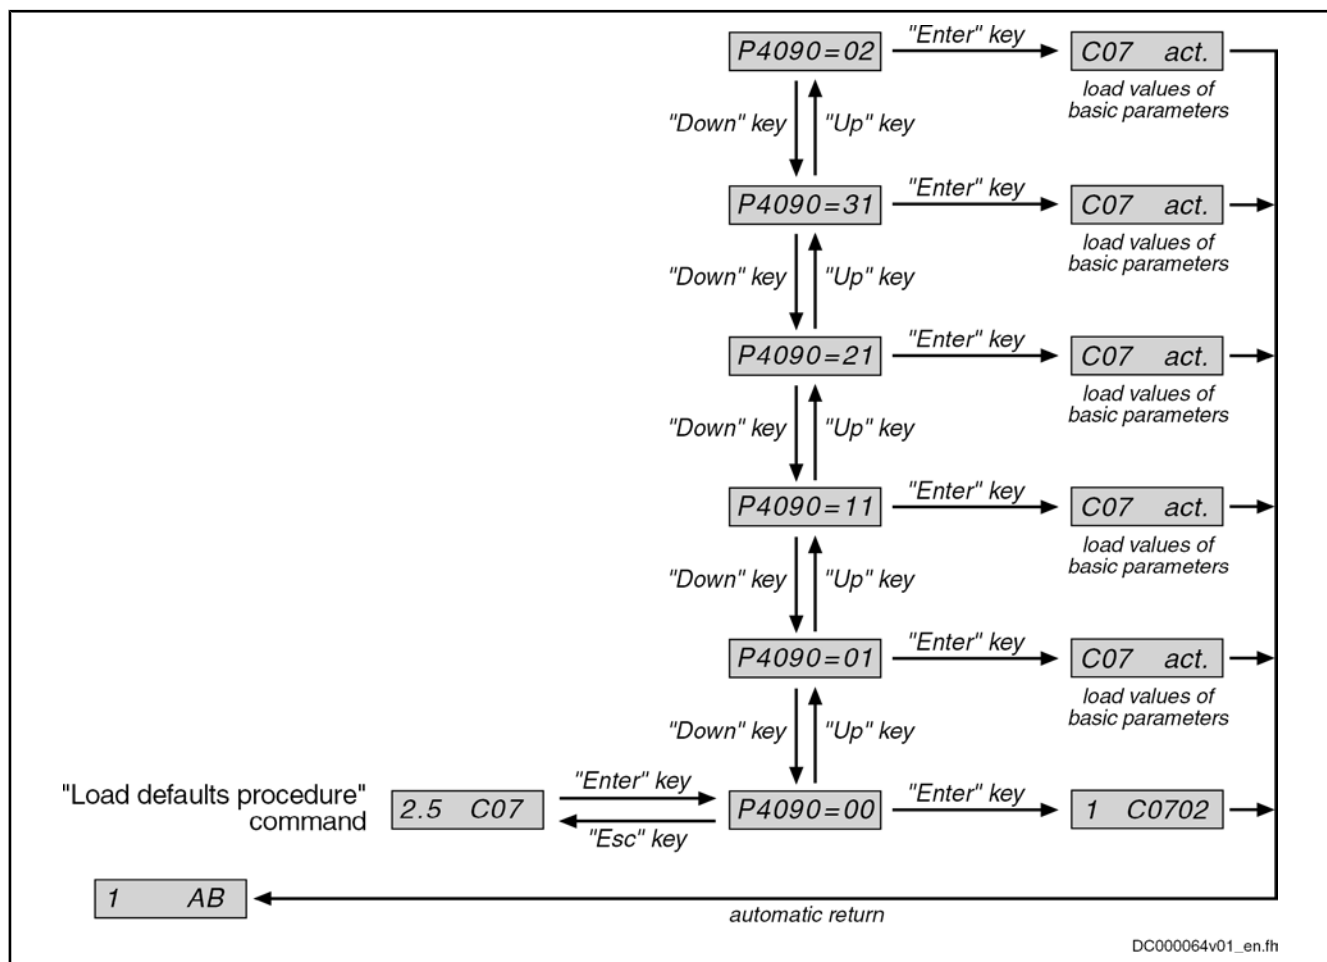 P4090=02 "Enter" key C07 act.
load values of
basic parameters
"Down" key "Up" key
P4090=31 "Enter" key C07 act.
load values of
basic parameters
"Down" key "Up" key
P4090=21 "Enter" key C07 act.
load values of
basic parameters
"Down" key "Up" key
P4090=11 "Enter" key C07 act.
load values of
basic parameters
"Down" key "Up" key
P4090=01 "Enter" key C07 act.
load values of
basic parameters
"Down" key "Up" key
"Load defaults procedure"
command
2.5 C07 "Enter" key "Esc" key P4090=00 "Enter" key 1 C0702
1 AB
automatic return
DC000064v01_en.fh